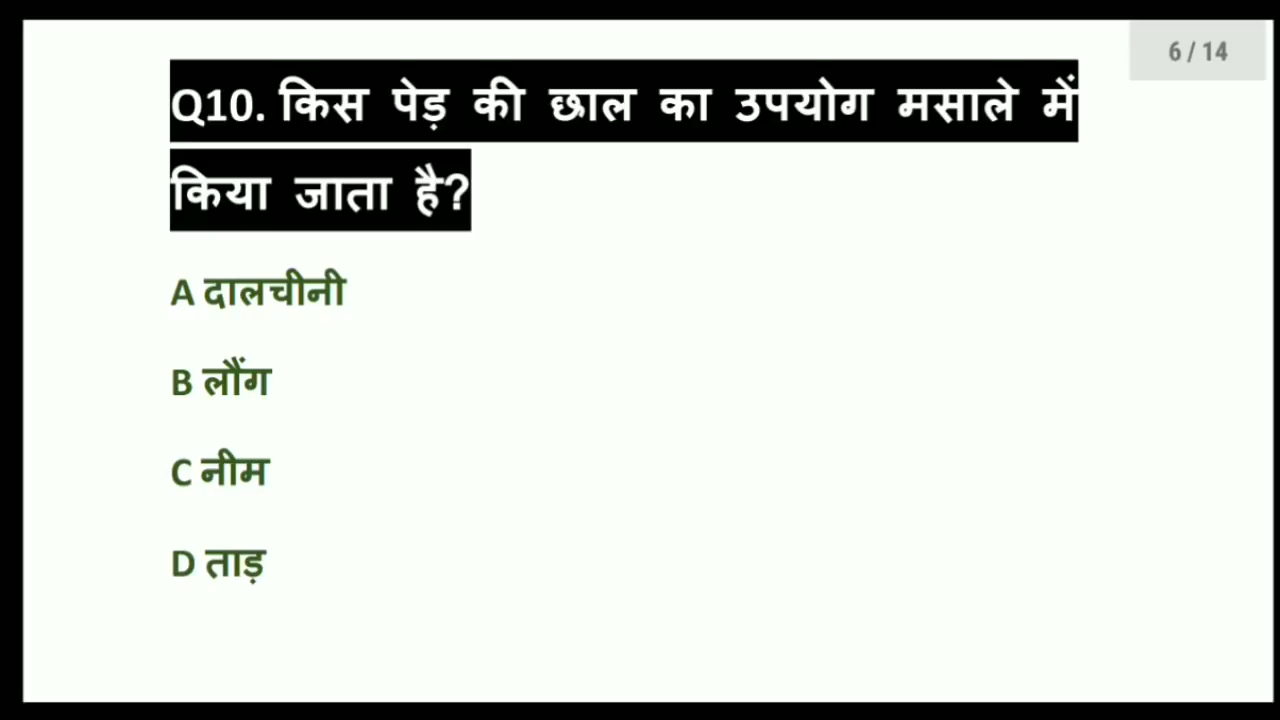 6 / 14
Q10. किस पेड़ की छाल का उपयोग मसाले में
किया जाता है?
A दालचीनी
B लौंग
C नीम
D ताड़